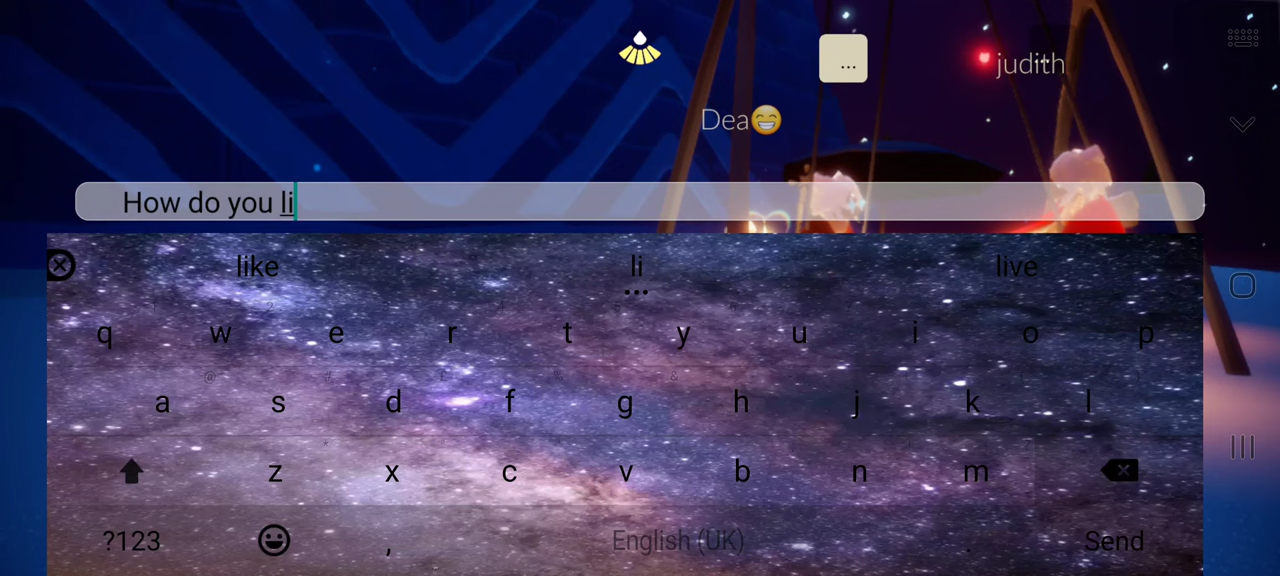 ...
judith
Dea😁
How do you li
like li live
q w e r t y u i o p
a s d f g h j k l
z x c v b n m
?123 , English (UK) . Send